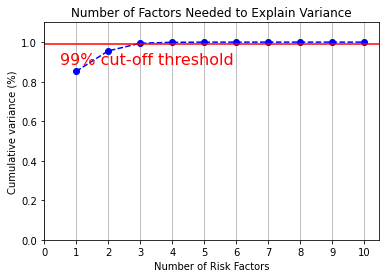 Number of Factors Needed to Explain Variance
1.0
0.8
0.6
0.4
0.2
0.0
Cumulative variance (%)
99% cut-off threshold
0 1 2 3 4 5 6 7 8 9 10
Number of Risk Factors